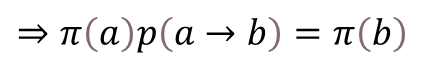 ⇒ π(a)p(a → b) = π(b)